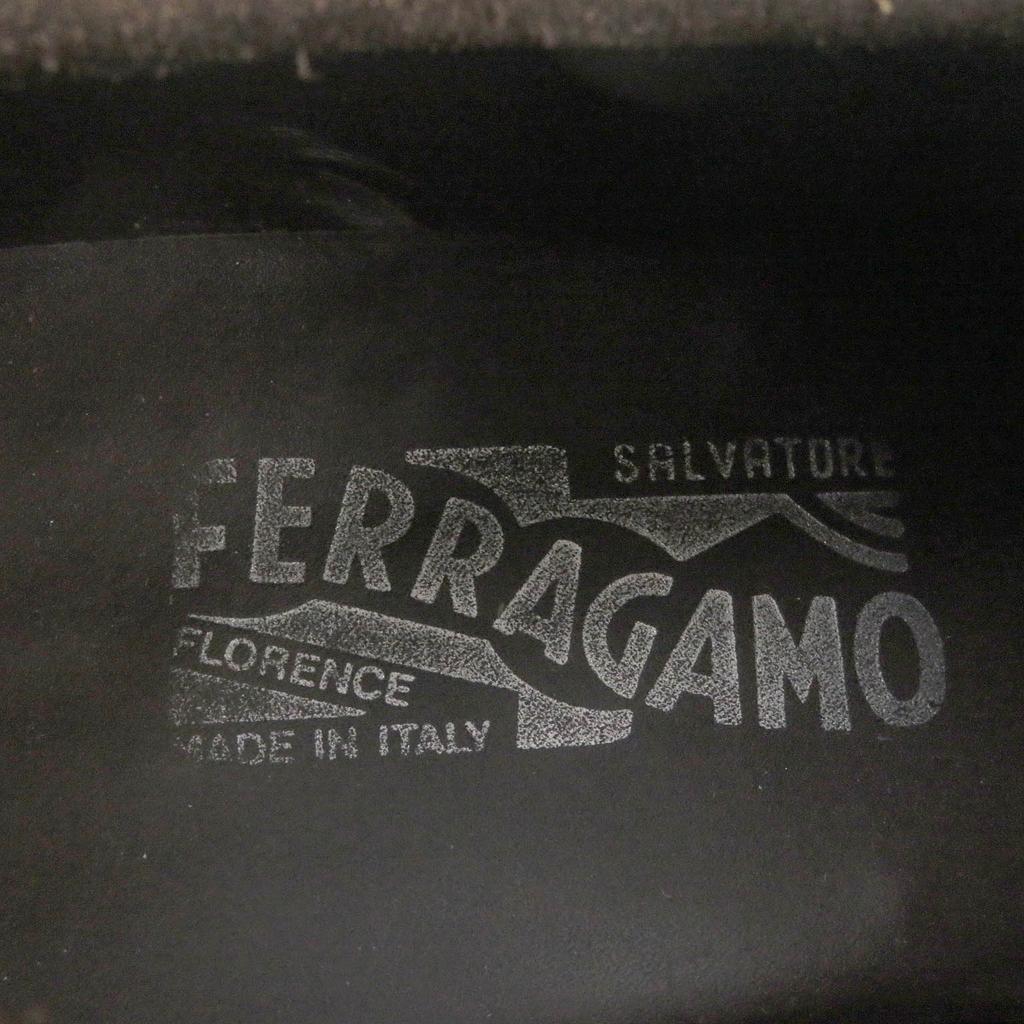 SALVATORE
FERRAGAMO
FLORENCE
MADE IN ITALY